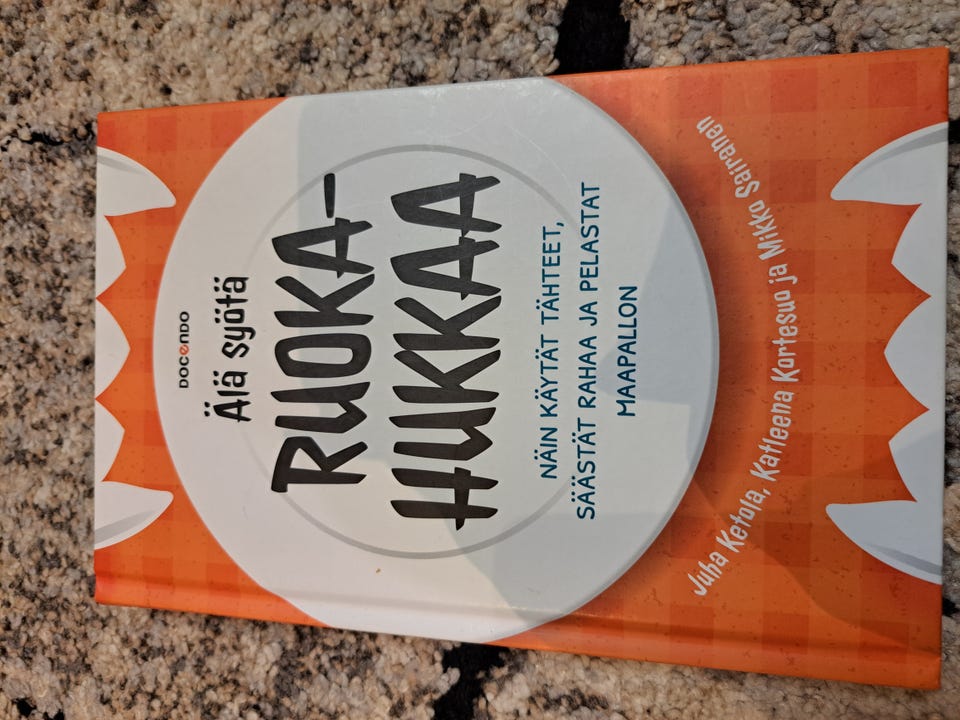 DOCENDO
Älä syötä
RUOKA-
HUKKAA
NÄIN KÄYTÄT TÄHTEET,
SÄÄSTÄT RAHAA JA PELASTAT
MAAPALLON
Juha Ketola, Katleena Kortesuo ja Mikko Sairanen